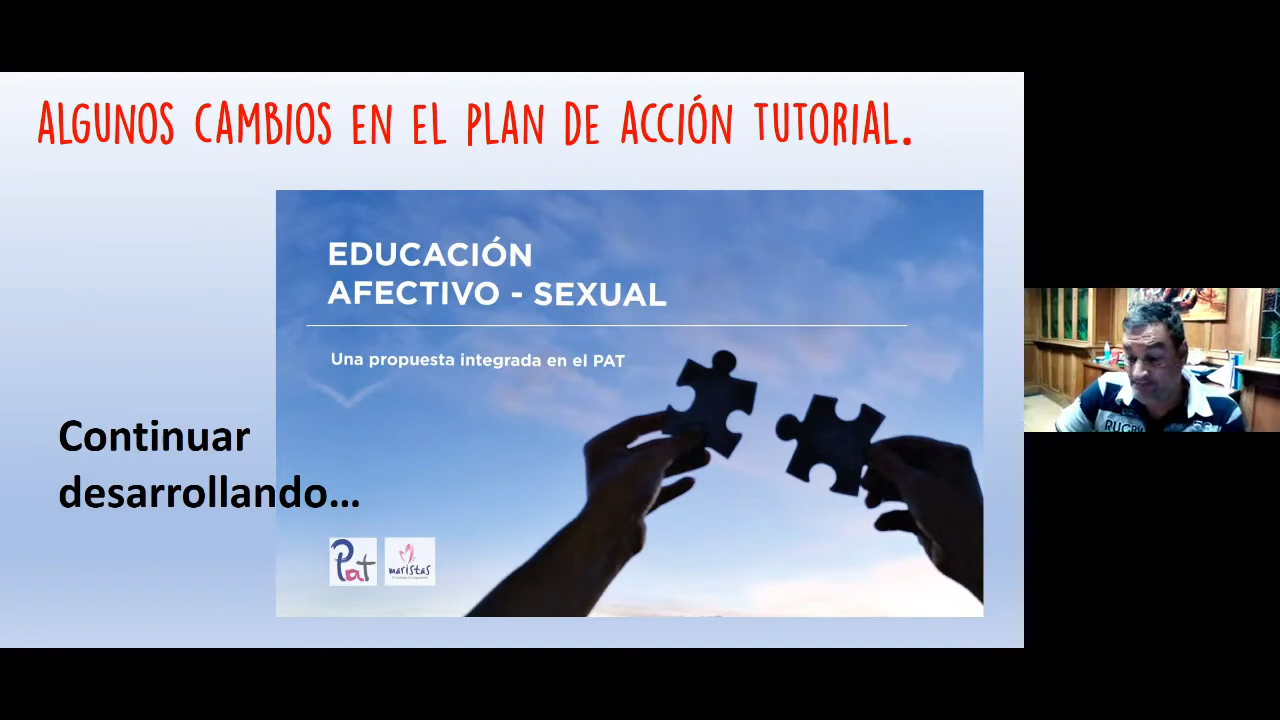 ALGUNOS CAMBIOS EN EL PLAN DE ACCIÓN TUTORIAL.
EDUCACIÓN
AFECTIVO - SEXUAL
Una propuesta integrada en el PAT
Continuar
desarrollando...
Pat
maristas